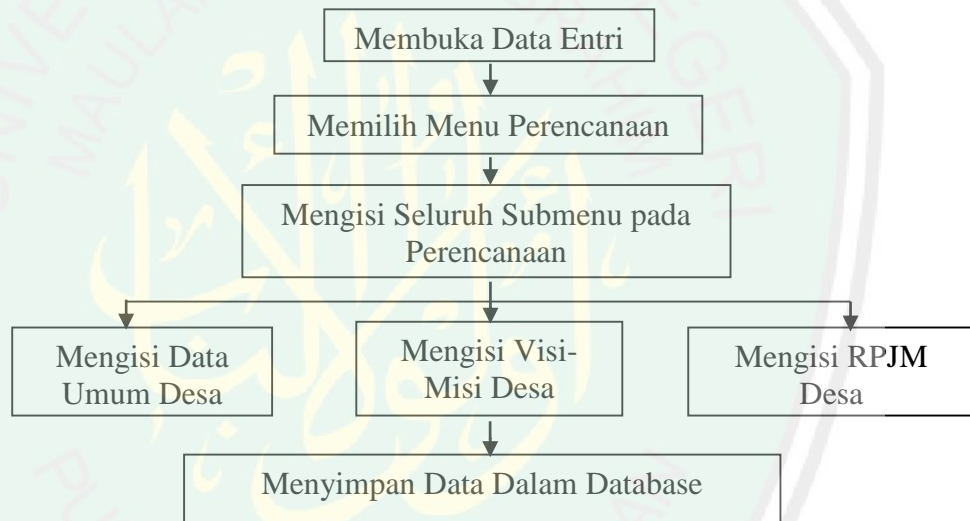 Membuka Data Entri
Memilih Menu Perencanaan
Mengisi Seluruh Submenu pada
Perencanaan
Mengisi Data
Umum Desa
Mengisi Visi-
Misi Desa
Mengisi RPJM
Desa
Menyimpan Data Dalam Database